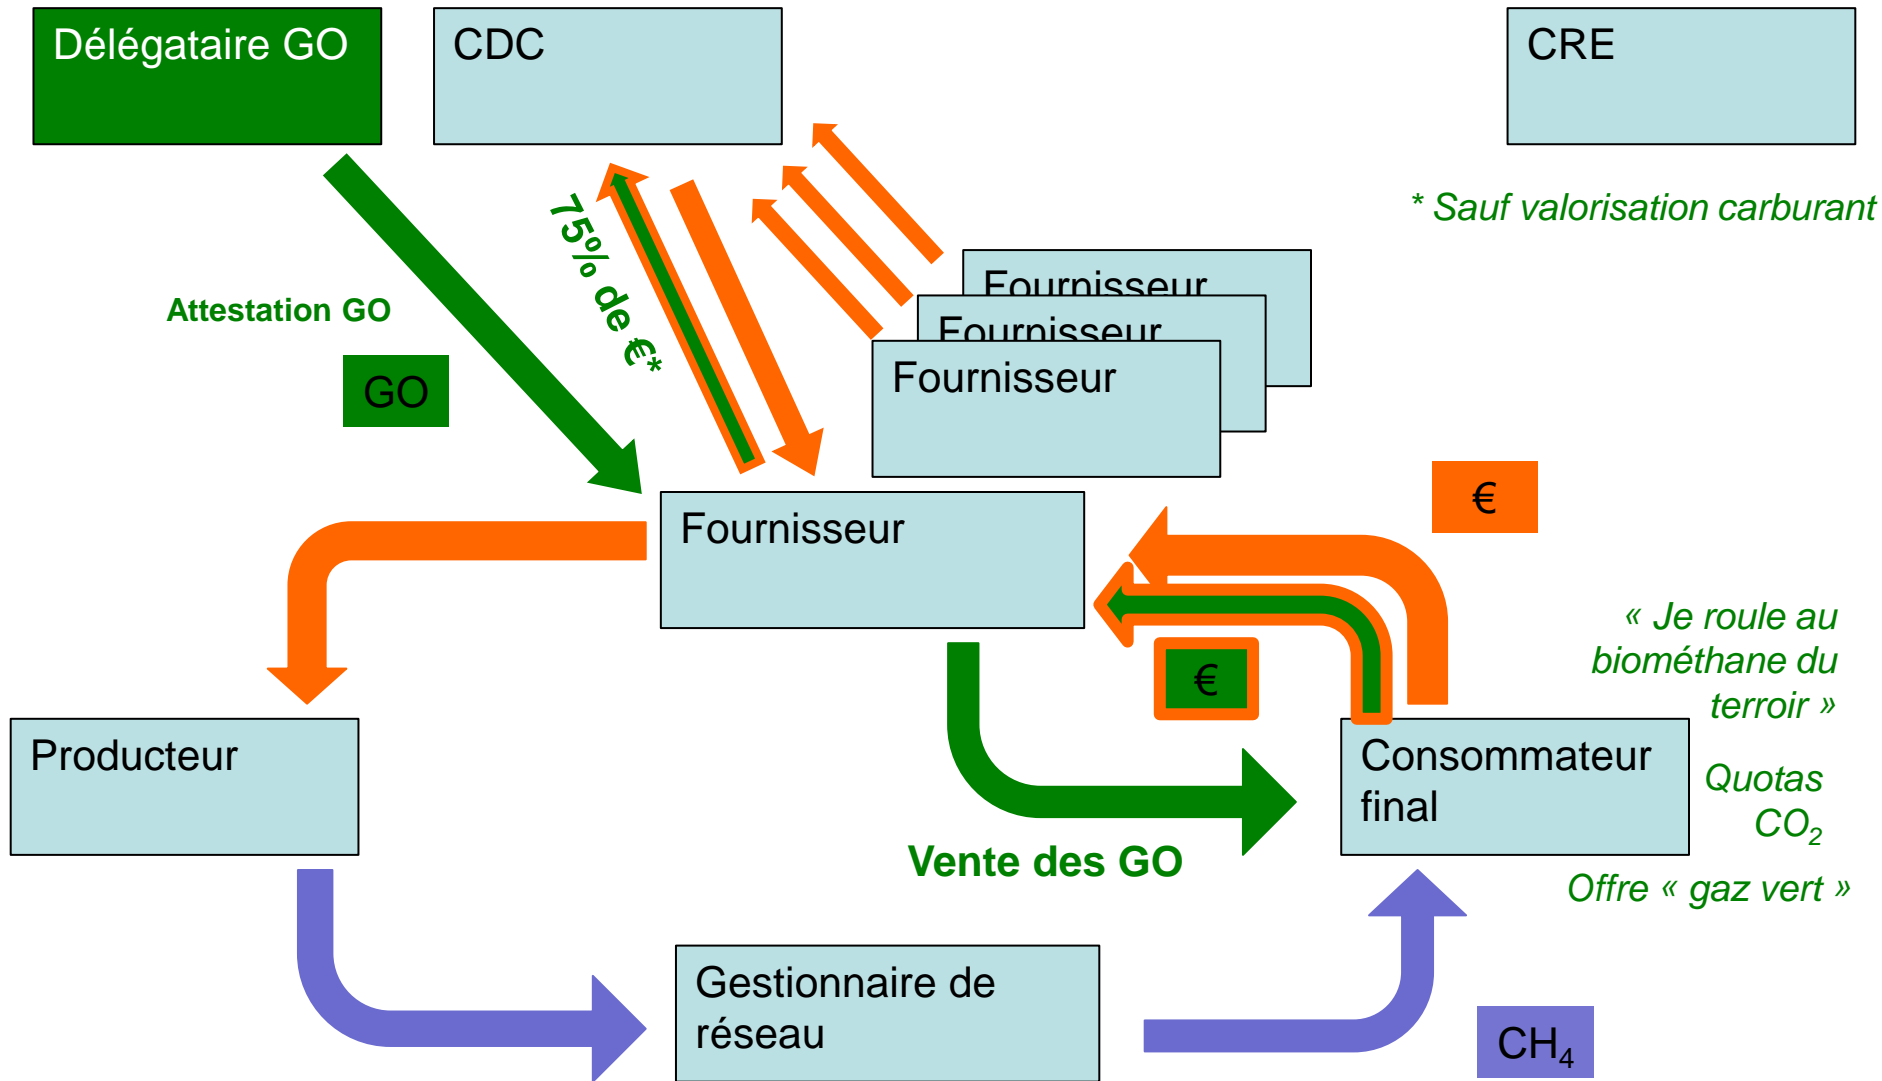 Délégataire GO
CDC
CRE
* Sauf valorisation carburant
75% de €*
Attestation GO
GO
Fournisseur
Fournisseur
Fournisseur
€
Fournisseur
« Je roule au
biométhane du
terroir »
€
Producteur
Consommateur
final
Quotas
CO₂
Vente des GO
Offre « gaz vert »
Gestionnaire de
réseau
CH₄